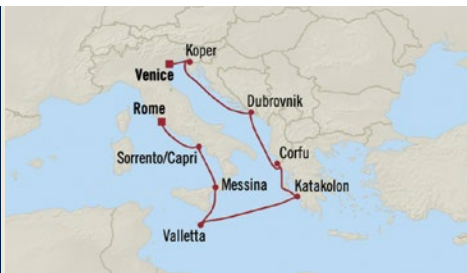 Koper
Venice
Rome
Dubrovnik
Sorrento/Capri
Corfu
Messina
Katakolon
Valletta